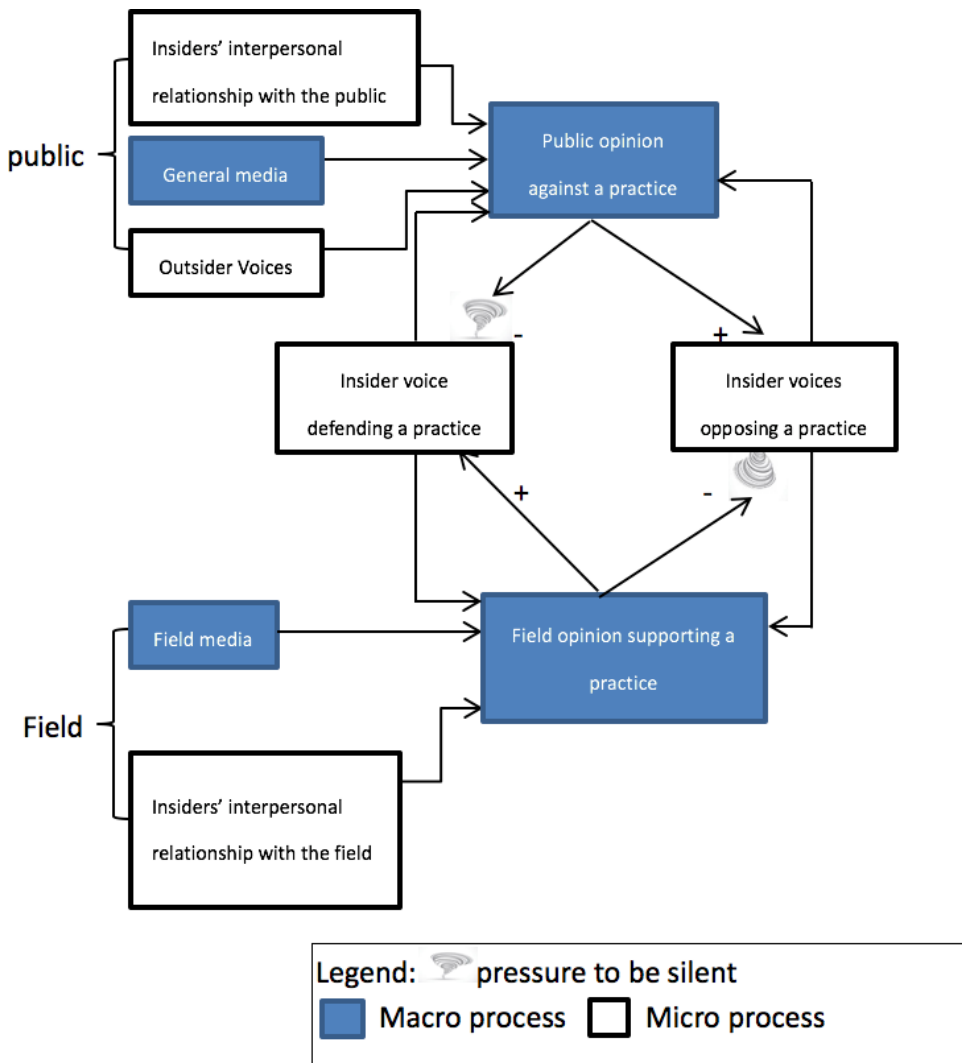 Insiders’ interpersonal
relationship with the public
public
General media
Outsider Voices
Public opinion
against a practice
-
+
Insider voice
defending a practice
Insider voices
opposing a practice
+
-
Field media
Field opinion supporting a
practice
Field
Insiders’ interpersonal
relationship with the field
Legend: pressure to be silent
Macro process Micro process